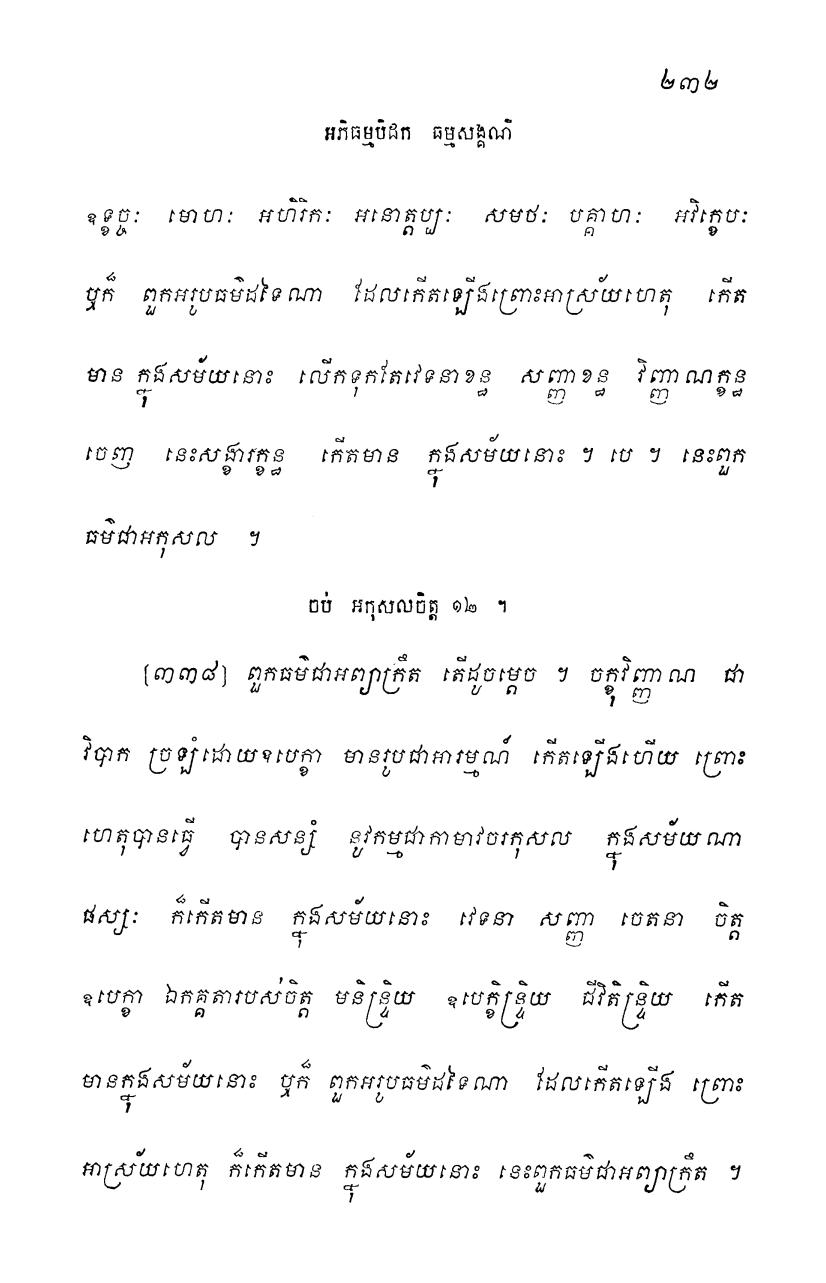 ២៣២
អភិធម្មបិដក ធម្មសង្គណី
ឧទ្ធច្ចៈ មោហៈ អហិរិកៈ អនោត្តប្បៈ សមថៈ បគ្គាហៈ អវិក្ខេបៈ
ឬក៏ ពួកអរូបធម៌ដទៃណា ដែលកើតឡើងព្រោះអាស្រ័យហេតុ កើត
មាន ក្នុងសម័យនោះ លើកទុកតែវេទនាខន្ធ សញ្ញាខន្ធ វិញ្ញាណក្ខន្ធ
ចេញ នេះសង្ខារក្ខន្ធ កើតមាន ក្នុងសម័យនោះ ។ បេ ។ នេះពួក
ធម៌ជាអកុសល ។
ចប់ អកុសលចិត្ត ១២ ។
[៣៣៨] ពួកធម៌ជាអព្យាក្រឹត តើដូចម្តេច ។ ចក្ខុវិញ្ញាណ ជា
វិបាក ច្រឡំដោយឧបេក្ខា មានរូបជាអារម្មណ៍ កើតឡើងហើយ ព្រោះ
ហេតុបានធ្វើ បានសន្សំ នូវកម្មជាកាមាវចរកុសល ក្នុងសម័យណា
ផស្សៈ ក៏កើតមាន ក្នុងសម័យនោះ វេទនា សញ្ញា ចេតនា ចិត្ត
ឧបេក្ខា ឯកគ្គតារបស់ចិត្ត មនិន្ទ្រិយ ឧបេក្ខិន្ទ្រិយ ជីវិតិន្ទ្រិយ កើត
មានក្នុងសម័យនោះ ឬក៏ ពួកអរូបធម៌ដទៃណា ដែលកើតឡើង ព្រោះ
អាស្រ័យហេតុ ក៏កើតមាន ក្នុងសម័យនោះ នេះពួកធម៌ជាអព្យាក្រឹត ។